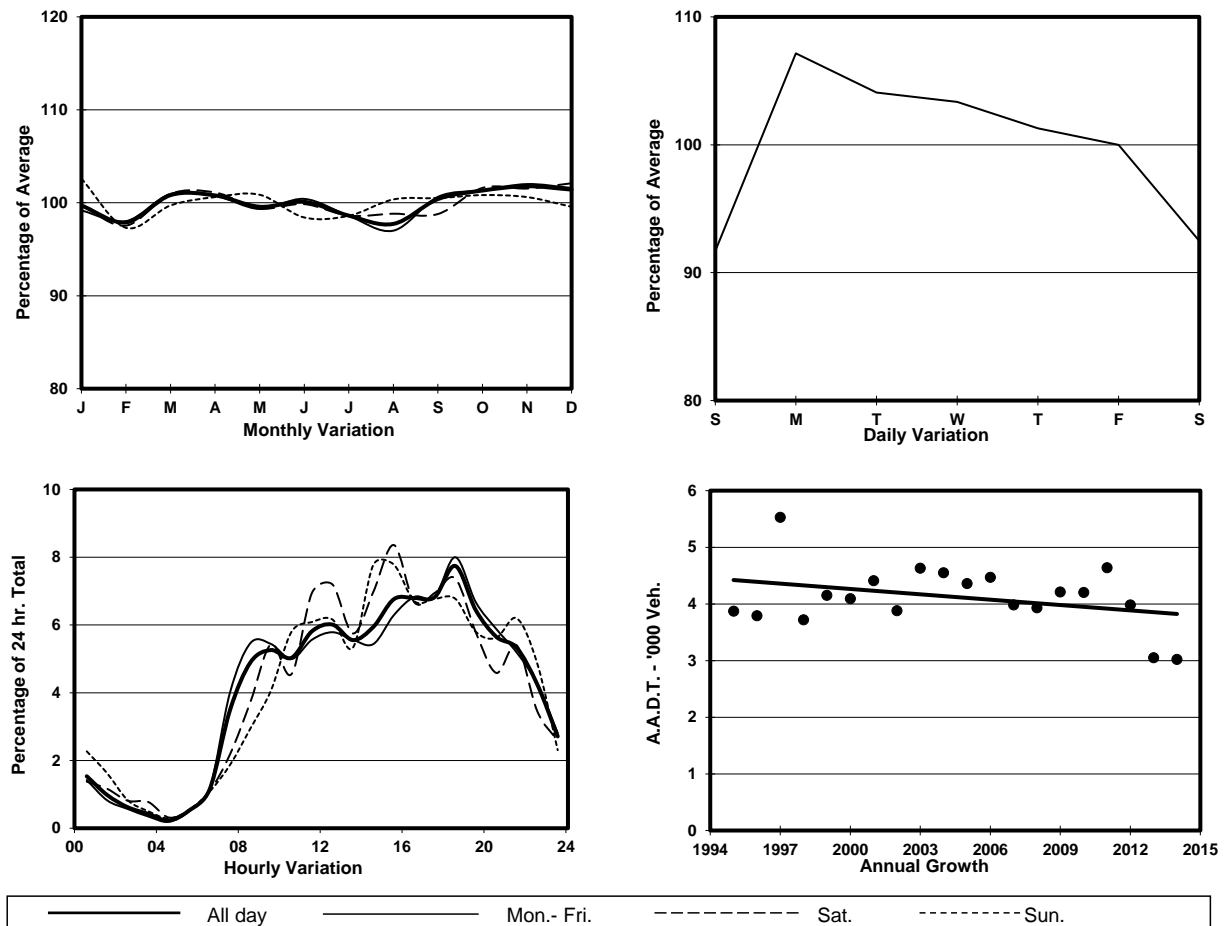 120
110
100
90
80
Percentage of Average
J F M A M J J A S O N D
Monthly Variation
110
100
90
80
Percentage of Average
S M T W T F S
Daily Variation
10
8
6
4
2
0
Percentage of 24 hr. Total
00 04 08 12 16 20 24
Hourly Variation
6
5
4
3
2
1
0
A.A.D.T. - '000 Veh.
1994 1997 2000 2003 2006 2009 2012 2015
Annual Growth
All day Mon.- Fri. Sat. Sun.